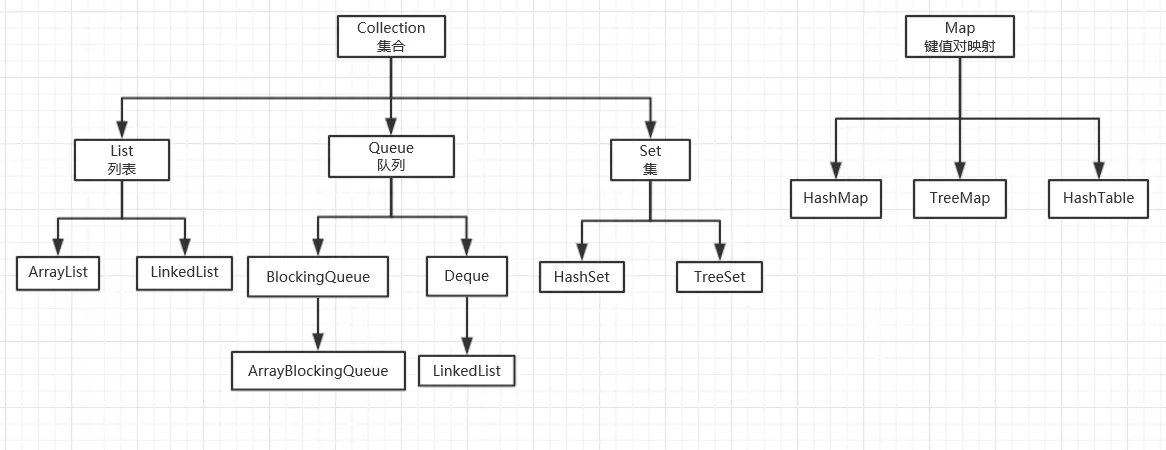 Collection
集合
Map
键值对映射
List
列表
Queue
队列
Set
集
HashMap
TreeMap
HashTable
ArrayList
LinkedList
BlockingQueue
Deque
HashSet
TreeSet
ArrayBlockingQueue
LinkedList